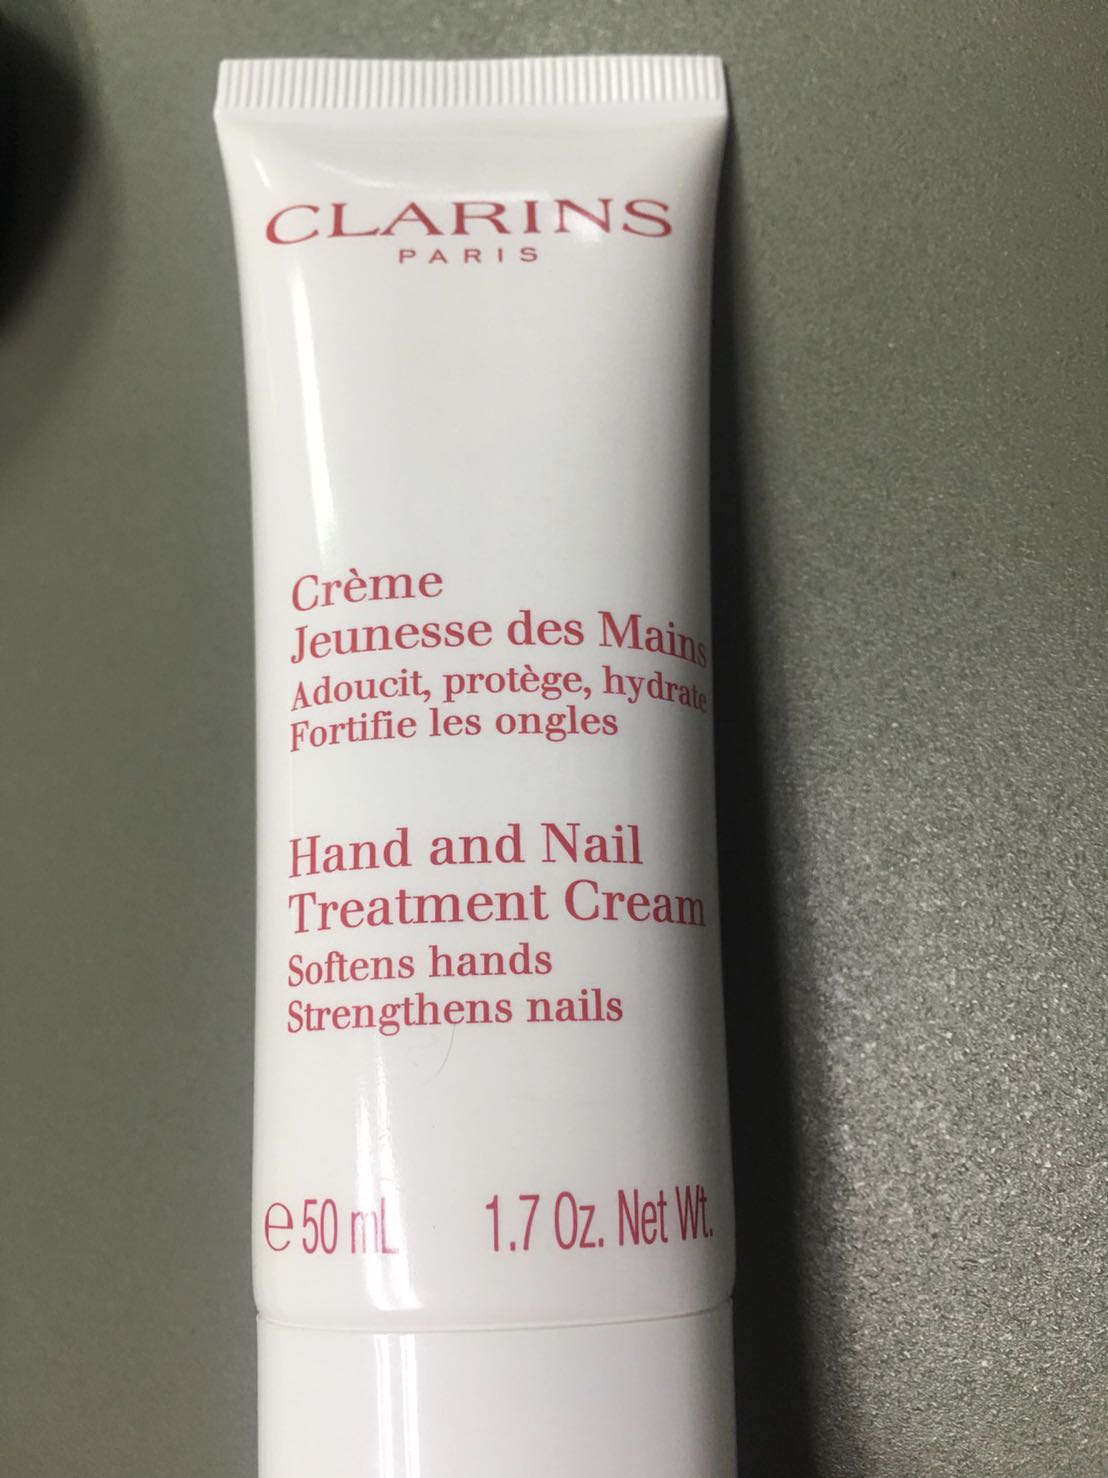 CLARINS
PARIS
Crème
Jeunesse des Mains
Adoucit, protège, hydrate
Fortifie les ongles
Hand and Nail
Treatment Cream
Softens hands
Strengthens nails
℮ 50 mL 1.7 Oz. Net Wt.